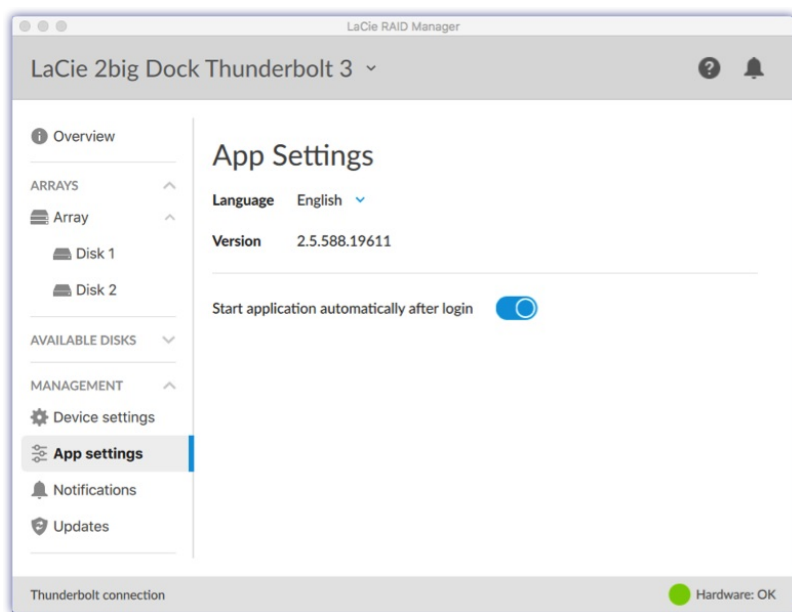 LaCie RAID Manager
LaCie 2big Dock Thunderbolt 3
Overview
ARRAYS
Array
Disk 1
Disk 2
AVAILABLE DISKS
MANAGEMENT
Device settings
App settings
Notifications
Updates
App Settings
Language English
Version 2.5.588.19611
Start application automatically after login
Thunderbolt connection
Hardware: OK